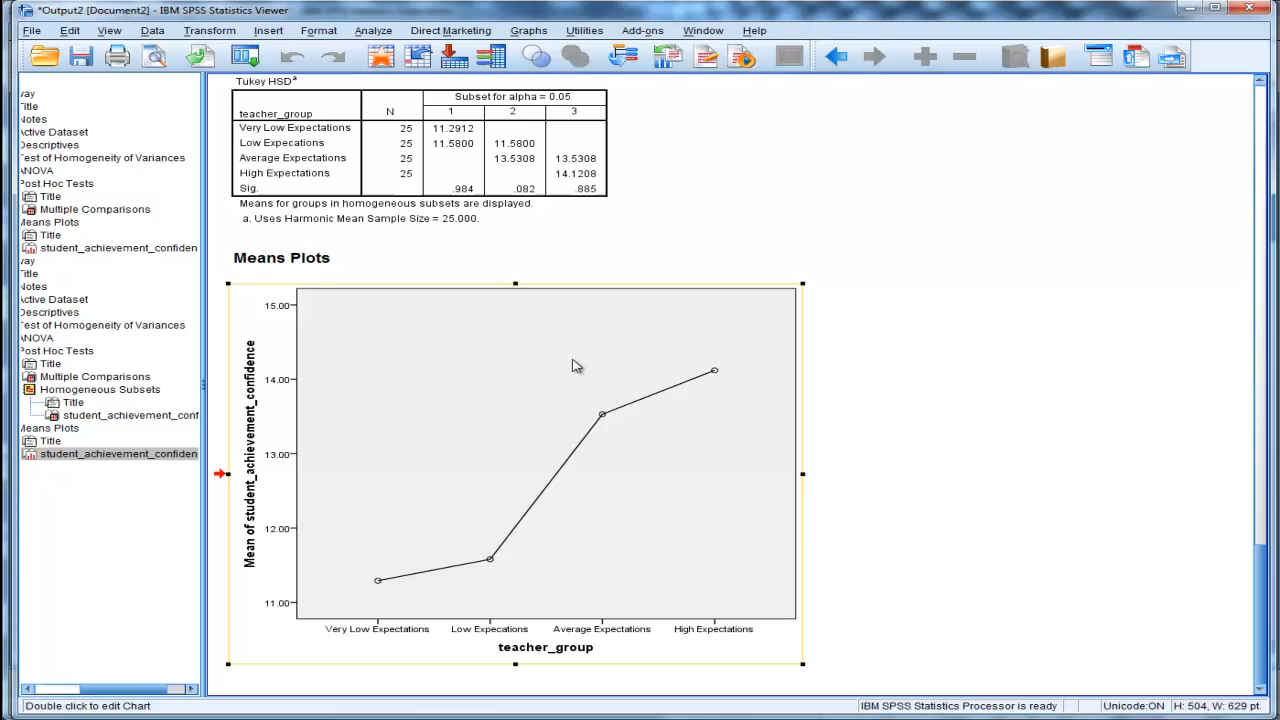 *Output2 [Document2] - IBM SPSS Statistics Viewer
File Edit View Data Transform Insert Format Analyze Direct Marketing Graphs Utilities Add-ons Window Help
vay
Title
Notes
Active Dataset
Descriptives
Test of Homogeneity of Variances
ANOVA
Post Hoc Tests
Title
Multiple Comparisons
Means Plots
Title
student_achievement_confiden
vay
Title
Notes
Active Dataset
Descriptives
Test of Homogeneity of Variances
ANOVA
Post Hoc Tests
Title
Multiple Comparisons
Homogeneous Subsets
Title
student_achievement_conf
Means Plots
Title
student_achievement_confiden
Tukey HSDa
Subset for alpha = 0.05
teacher_group N 1 2 3
Very Low Expectations 25 11.2912
Low Expecations 25 11.5800 11.5800
Average Expectations 25 13.5308 13.5308
High Expectations 25 14.1208
Sig. .984 .082 .885
Means for groups in homogeneous subsets are displayed.
a. Uses Harmonic Mean Sample Size = 25.000.
Means Plots
Mean of student_achievement_confidence
15.00
14.00
13.00
12.00
11.00
Very Low Expectations Low Expecations Average Expectations High Expectations
teacher_group
Double click to edit Chart
IBM SPSS Statistics Processor is ready Unicode:ON H: 504, W: 629 pt.